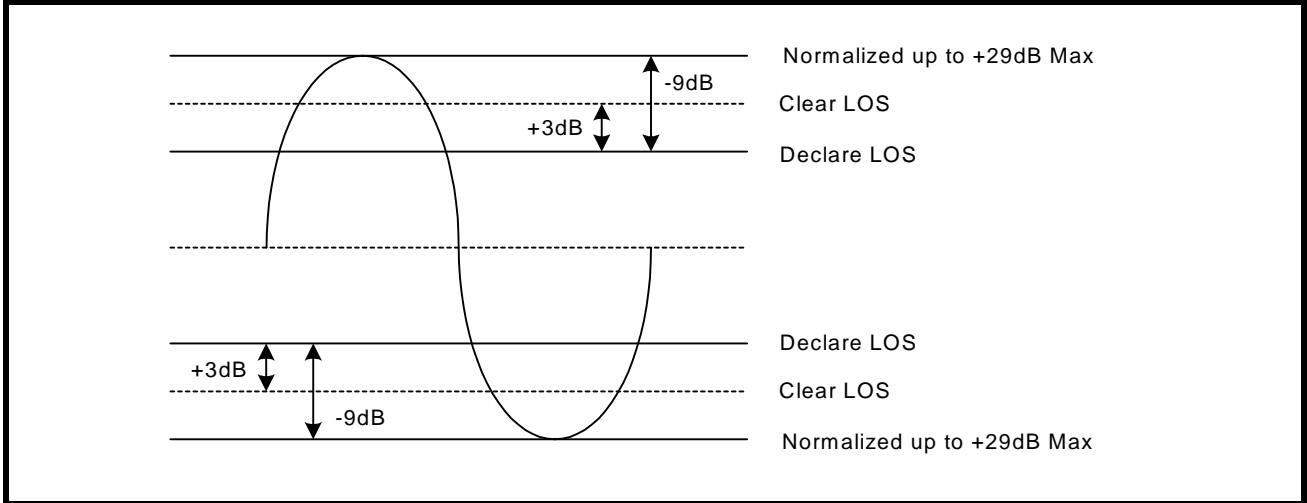 Normalized up to +29dB Max
-9dB
Clear LOS
+3dB
Declare LOS
Declare LOS
+3dB
Clear LOS
-9dB
Normalized up to +29dB Max